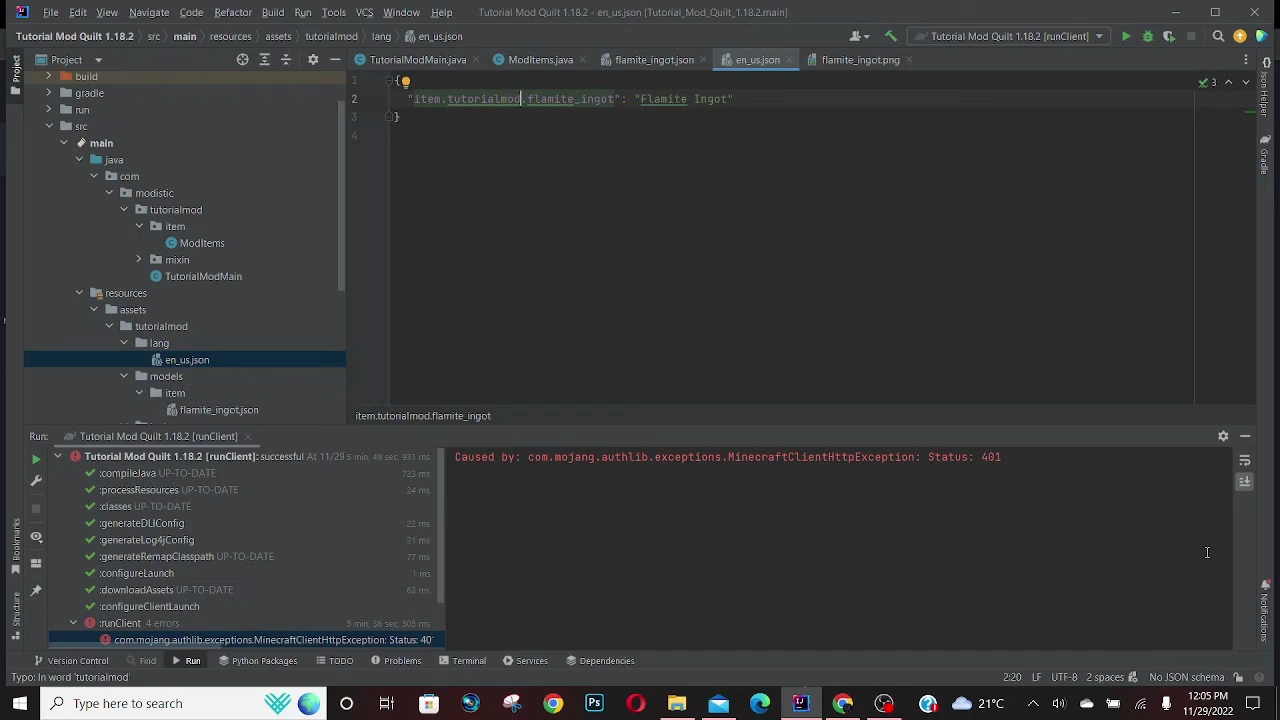 File Edit View Navigate Code Refactor Build Run Tools VCS Window Help Tutorial Mod Quilt 1.18.2 - en_us.json [Tutorial_Mod_Quilt_1.18.2.main]
Tutorial Mod Quilt 1.18.2 src main resources assets tutorialmod lang en_us.json Tutorial Mod Quilt 1.18.2 [runClient]
Project
TutorialModMain.java ModItems.java flamite_ingot.json en_us.json flamite_ingot.png
build
gradle
run
src
main
java
com
modistic
tutorialmod
item
ModItems
mixin
TutorialModMain
resources
assets
tutorialmod
lang
en_us.json
models
item
flamite_ingot.json
1 {
2 "item.tutorialmod.flamite_ingot": "Flamite Ingot"
3 }
4
3
item.tutorialmod.flamite_ingot
Project
Json Helper
Gradle
Run: Tutorial Mod Quilt 1.18.2 [runClient]
Tutorial Mod Quilt 1.18.2 [runClient]: successful At 11/29 5 min, 49 sec, 931 ms
:compileJava UP-TO-DATE 723 ms
:processResources UP-TO-DATE 24 ms
:classes UP-TO-DATE
:generateDLIConfig 22 ms
:generateLog4jConfig 21 ms
:generateRemapClasspath UP-TO-DATE 77 ms
:configureLaunch 1 ms
:downloadAssets UP-TO-DATE 63 ms
:configureClientLaunch
:runClient 4 errors 5 min, 36 sec, 505 ms
com.mojang.authlib.exceptions.MinecraftClientHttpException: Status: 40
Caused by: com.mojang.authlib.exceptions.MinecraftClientHttpException: Status: 401
Bookmarks
Structure
Notifications
Version Control Find Run Python Packages TODO Problems Terminal Services Dependencies
Typo: In word 'tutorialmod' 2:20 LF UTF-8 2 spaces No JSON schema
Type here to search 21°C 12:05 PM
11/29/2022